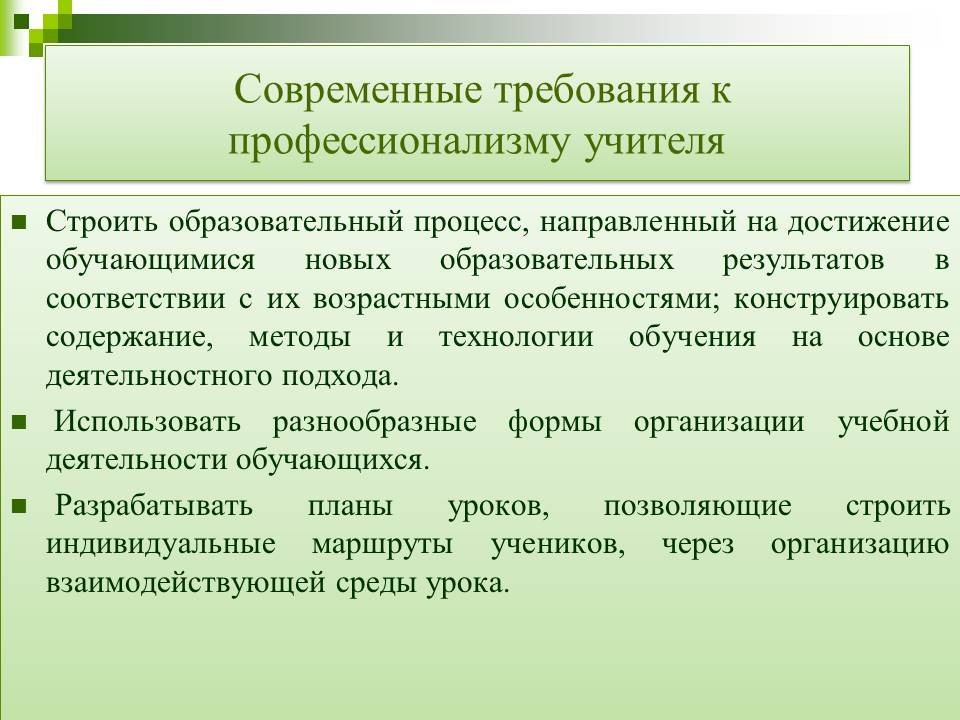 Современные требования к
профессионализму учителя
Строить образовательный процесс, направленный на достижение
обучающимися новых образовательных результатов в
соответствии с их возрастными особенностями; конструировать
содержание, методы и технологии обучения на основе
деятельностного подхода.
Использовать разнообразные формы организации учебной
деятельности обучающихся.
Разрабатывать планы уроков, позволяющие строить
индивидуальные маршруты учеников, через организацию
взаимодействующей среды урока.